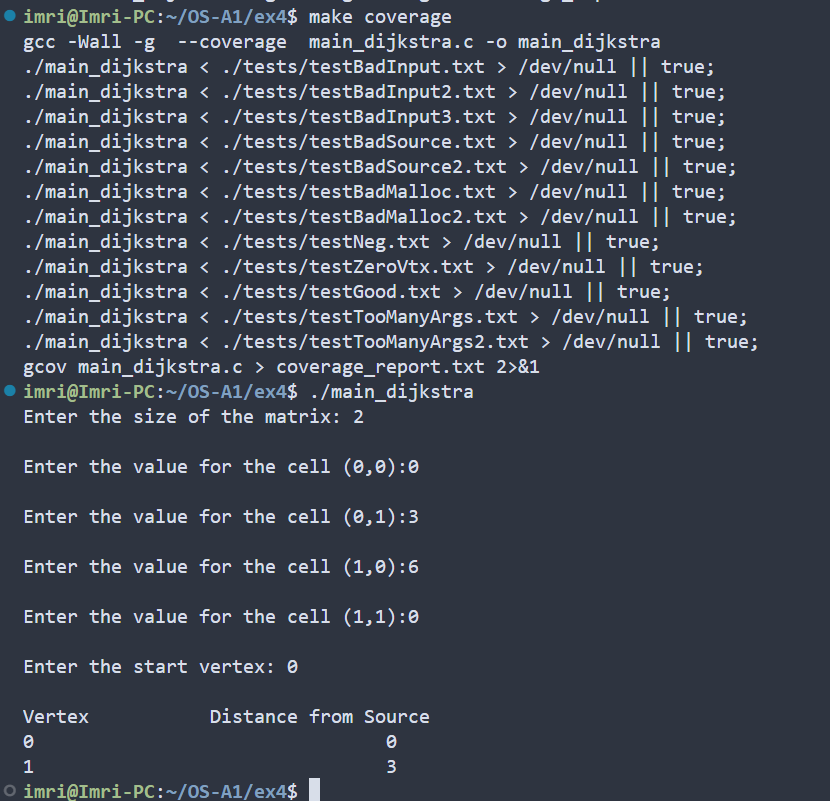 imri@Imri-PC:~/OS-A1/ex4$ make coverage
gcc -Wall -g  --coverage  main_dijkstra.c -o main_dijkstra
./main_dijkstra < ./tests/testBadInput.txt > /dev/null || true;
./main_dijkstra < ./tests/testBadInput2.txt > /dev/null || true;
./main_dijkstra < ./tests/testBadInput3.txt > /dev/null || true;
./main_dijkstra < ./tests/testBadSource.txt > /dev/null || true;
./main_dijkstra < ./tests/testBadSource2.txt > /dev/null || true;
./main_dijkstra < ./tests/testBadMalloc.txt > /dev/null || true;
./main_dijkstra < ./tests/testBadMalloc2.txt > /dev/null || true;
./main_dijkstra < ./tests/testNeg.txt > /dev/null || true;
./main_dijkstra < ./tests/testZeroVtx.txt > /dev/null || true;
./main_dijkstra < ./tests/testGood.txt > /dev/null || true;
./main_dijkstra < ./tests/testTooManyArgs.txt > /dev/null || true;
./main_dijkstra < ./tests/testTooManyArgs2.txt > /dev/null || true;
gcov main_dijkstra.c > coverage_report.txt 2>&1
imri@Imri-PC:~/OS-A1/ex4$ ./main_dijkstra
Enter the size of the matrix: 2
Enter the value for the cell (0,0):0
Enter the value for the cell (0,1):3
Enter the value for the cell (1,0):6
Enter the value for the cell (1,1):0
Enter the start vertex: 0
Vertex           Distance from Source
0                                0
1                                3
imri@Imri-PC:~/OS-A1/ex4$